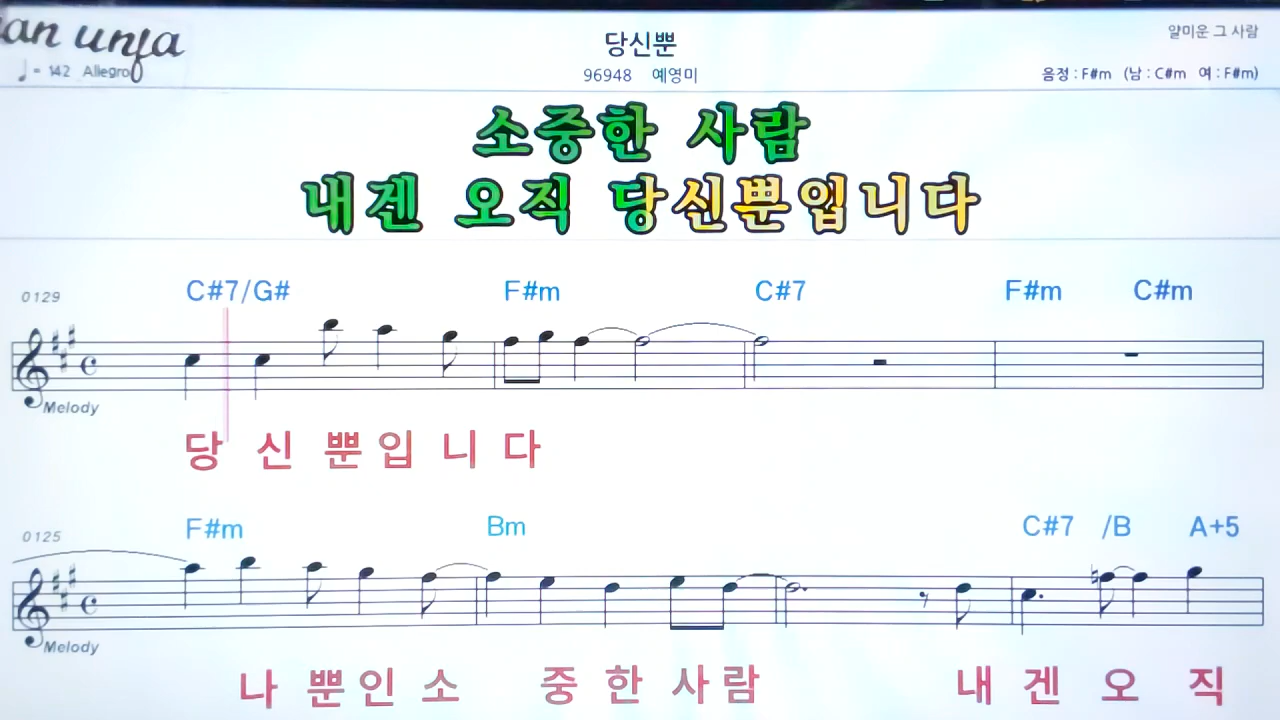 당신뿐
얄미운 그 사람
♩= 142 Allegro
96948 예영미
음정 : F#m (남 : C#m 여 : F#m)
소중한 사람
내겐 오직 당신뿐입니다
0129
C#7/G# F#m C#7 F#m C#m
Melody
당 신 뿐입 니 다
0125
F#m Bm C#7 /B A+5
Melody
나 뿐인 소 중 한 사람 내 겐 오 직